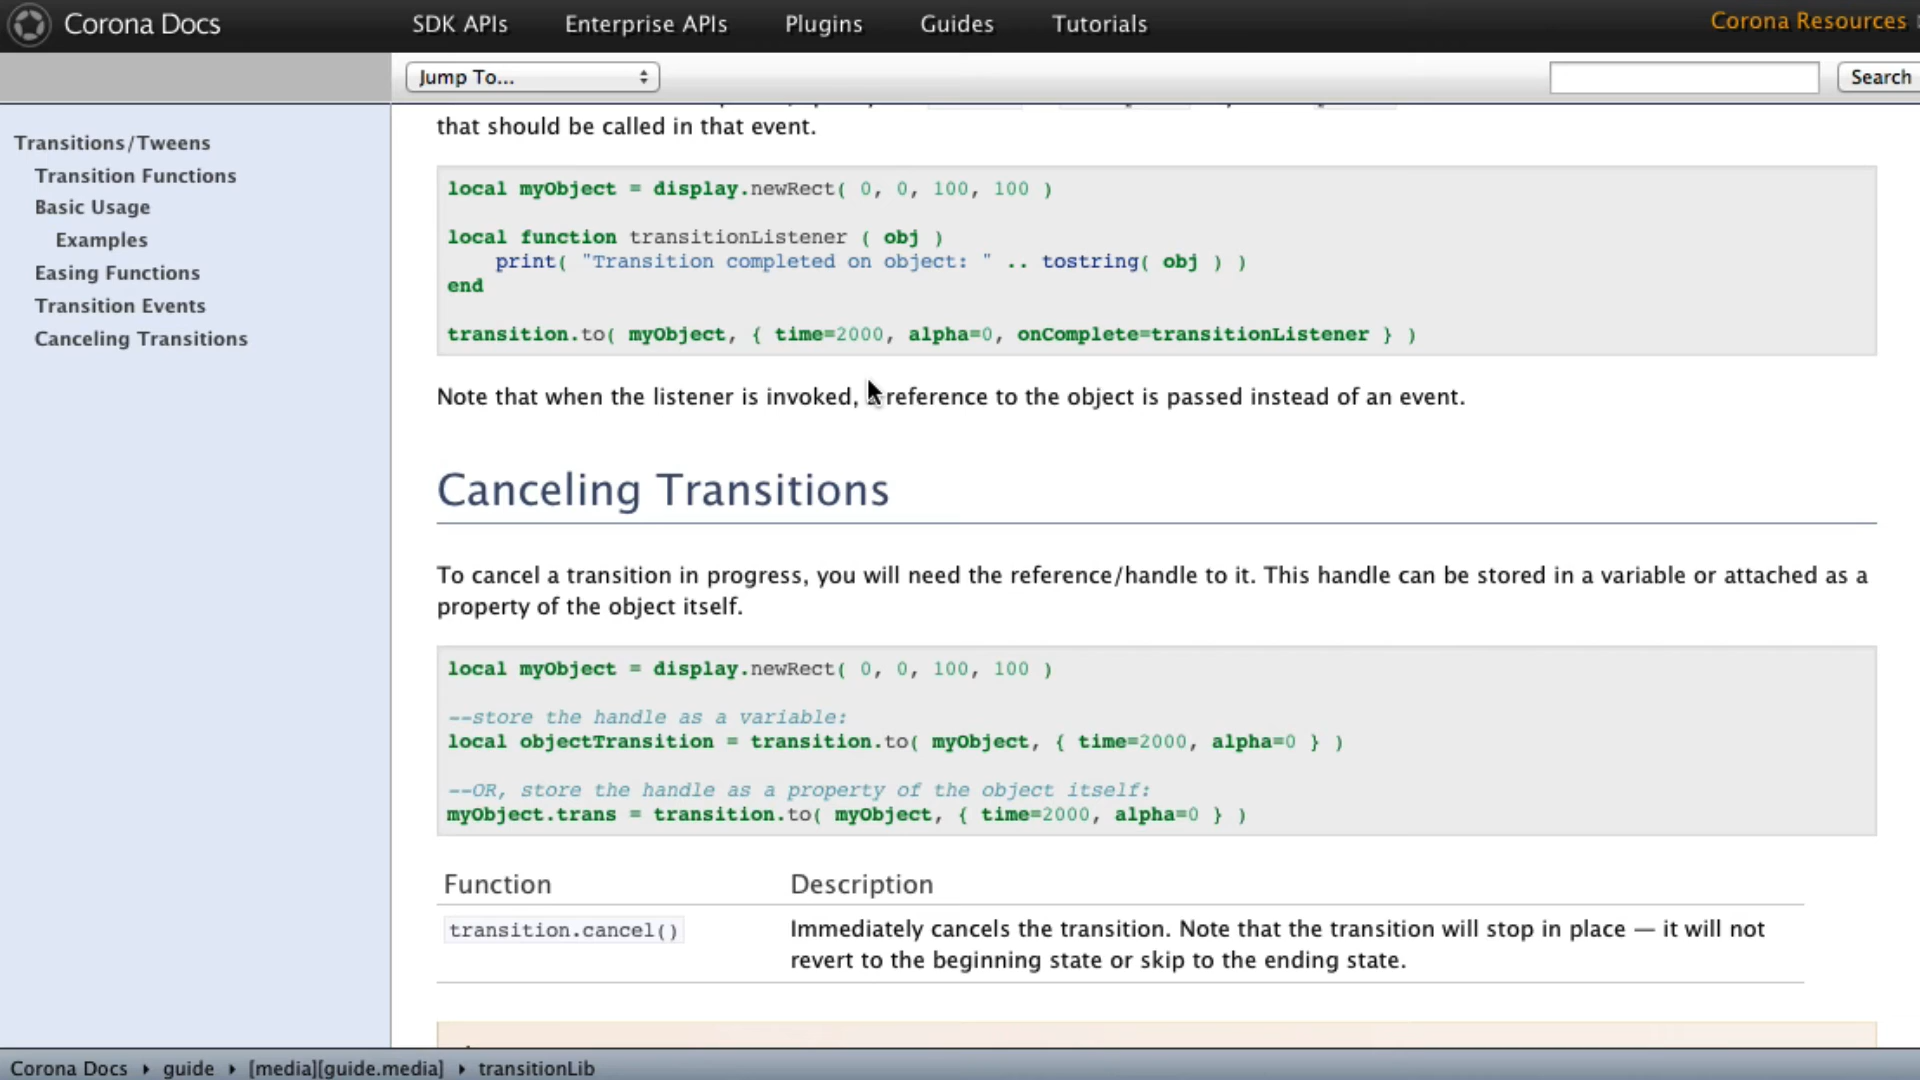 Corona Docs
SDK APIs
Enterprise APIs
Plugins
Guides
Tutorials
Corona Resources
Jump To...
Search
Transitions/Tweens
Transition Functions
Basic Usage
Examples
Easing Functions
Transition Events
Canceling Transitions
that should be called in that event.
local myObject = display.newRect( 0, 0, 100, 100 )
local function transitionListener ( obj )
print( "Transition completed on object: " .. tostring( obj ) )
end
transition.to( myObject, { time=2000, alpha=0, onComplete=transitionListener } )
Note that when the listener is invoked, reference to the object is passed instead of an event.
Canceling Transitions
To cancel a transition in progress, you will need the reference/handle to it. This handle can be stored in a variable or attached as a
property of the object itself.
local myObject = display.newRect( 0, 0, 100, 100 )
--store the handle as a variable:
local objectTransition = transition.to( myObject, { time=2000, alpha=0 } )
--OR, store the handle as a property of the object itself:
myObject.trans = transition.to( myObject, { time=2000, alpha=0 } )
Function Description
transition.cancel() Immediately cancels the transition. Note that the transition will stop in place — it will not
revert to the beginning state or skip to the ending state.
Corona Docs ‣ guide ‣ [media][guide.media] ‣ transitionLib